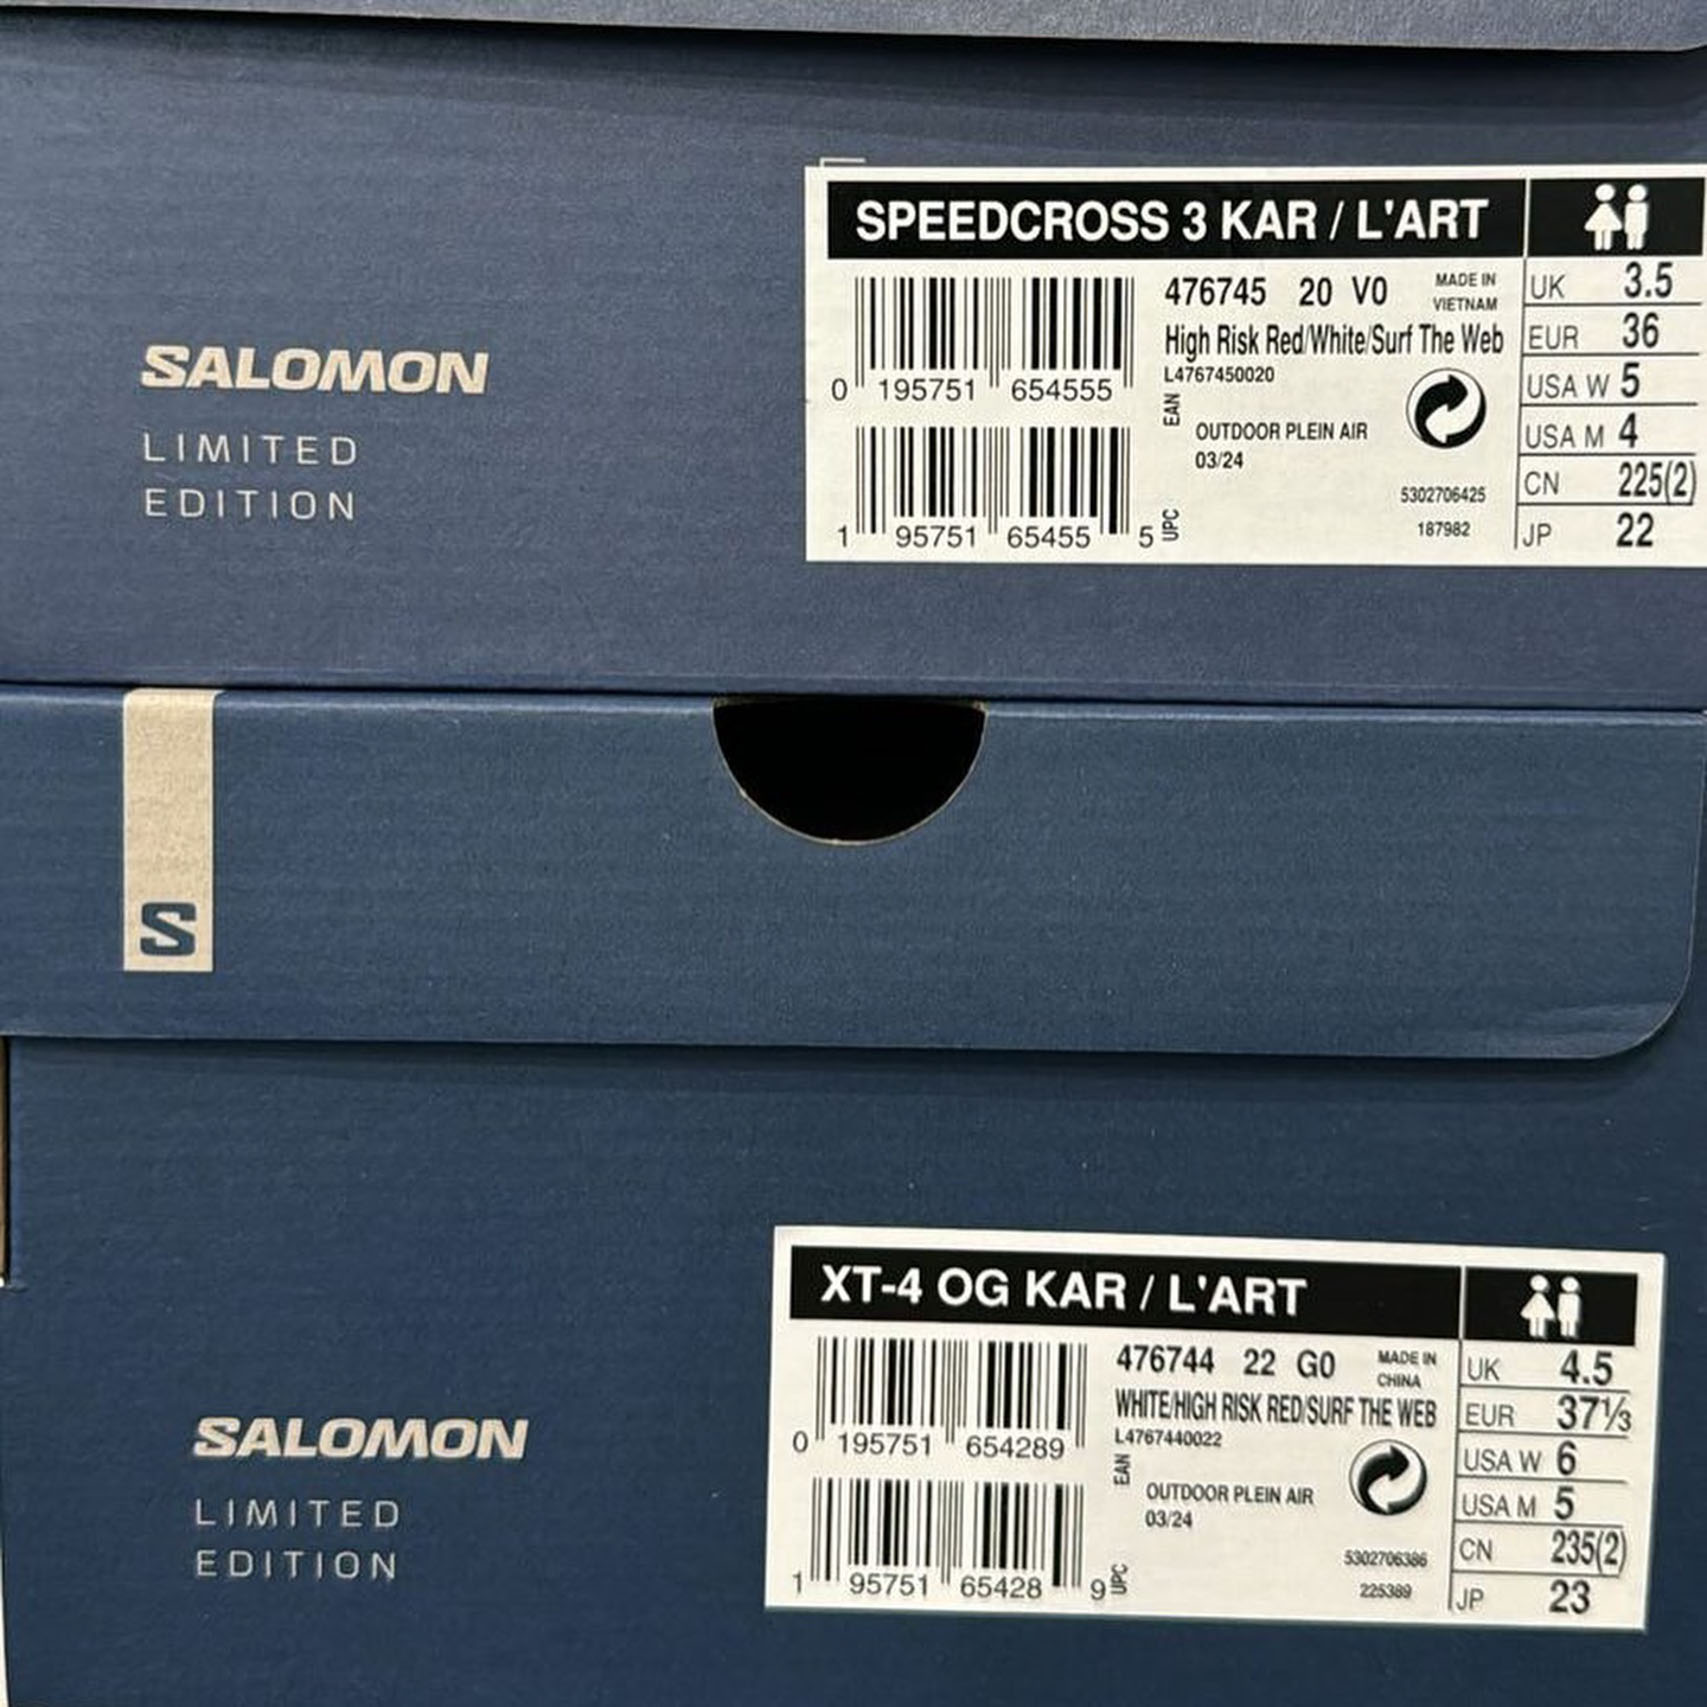 SALOMON
LIMITED
EDITION
SPEEDCROSS 3 KAR / L'ART
476745 20 V0
MADE IN
VIETNAM
High Risk Red/White/Surf The Web
L4767450020
0 195751 654555
EAN
OUTDOOR PLEIN AIR
03/24
5302706425
187982
1 95751 65455 5
UPC
UK 3.5
EUR 36
USA W 5
USA M 4
CN 225(2)
JP 22
S
SALOMON
LIMITED
EDITION
XT-4 OG KAR / L'ART
476744 22 G0
MADE IN
CHINA
WHITE/HIGH RISK RED/SURF THE WEB
L4767440022
0 195751 654289
EAN
OUTDOOR PLEIN AIR
03/24
5302706386
225389
1 95751 65428 9
UPC
UK 4.5
EUR 37⅓
USA W 6
USA M 5
CN 235(2)
JP 23